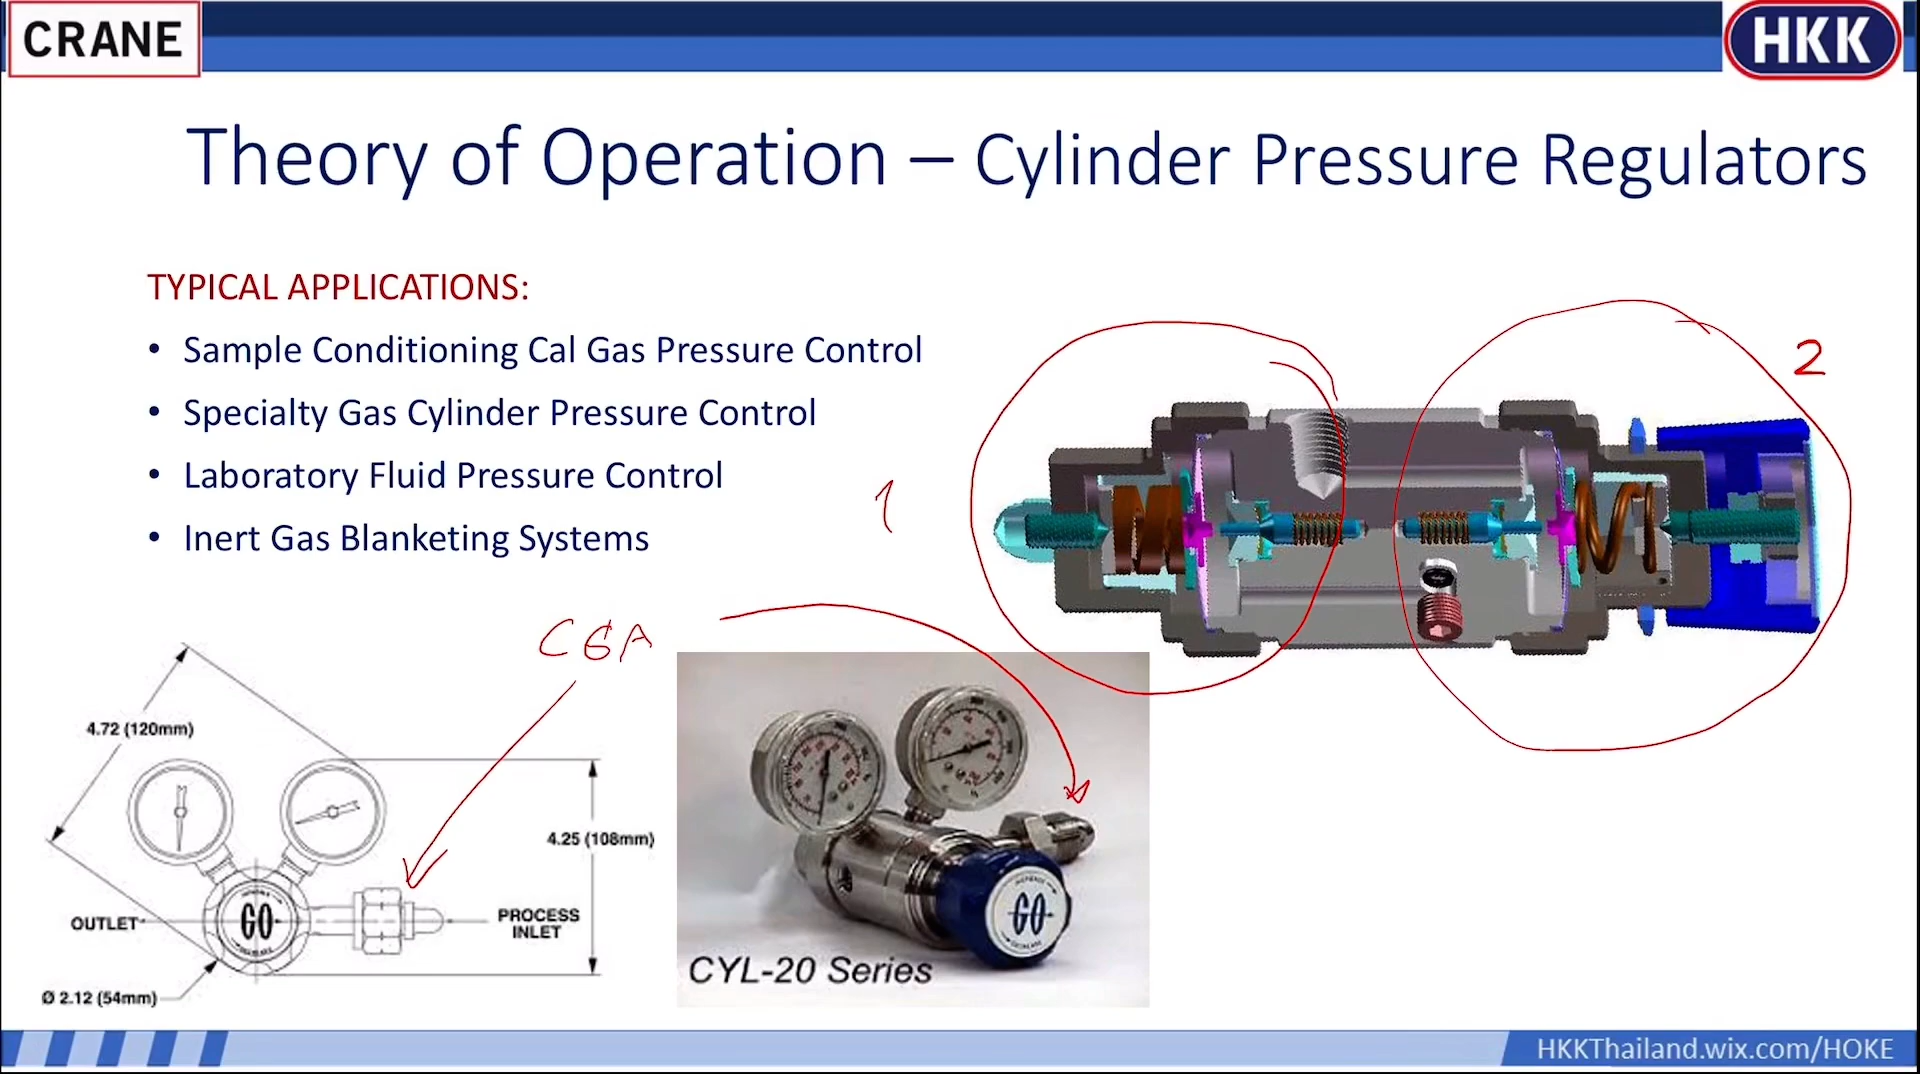 CRANE
HKK
Theory of Operation – Cylinder Pressure Regulators
TYPICAL APPLICATIONS:
• Sample Conditioning Cal Gas Pressure Control
• Specialty Gas Cylinder Pressure Control
• Laboratory Fluid Pressure Control
• Inert Gas Blanketing Systems
1
2
CGA
4.72 (120mm)
4.25 (108mm)
OUTLET
GO
PROCESS
INLET
Ø 2.12 (54mm)
GO
CYL-20 Series
HKKThailand.wix.com/HOKE